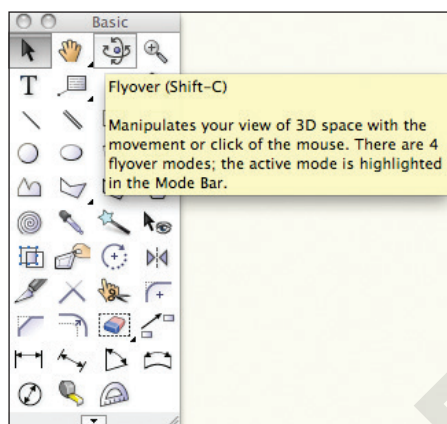 Basic
T
Flyover (Shift-C)
Manipulates your view of 3D space with the
movement or click of the mouse. There are 4
flyover modes; the active mode is highlighted
in the Mode Bar.